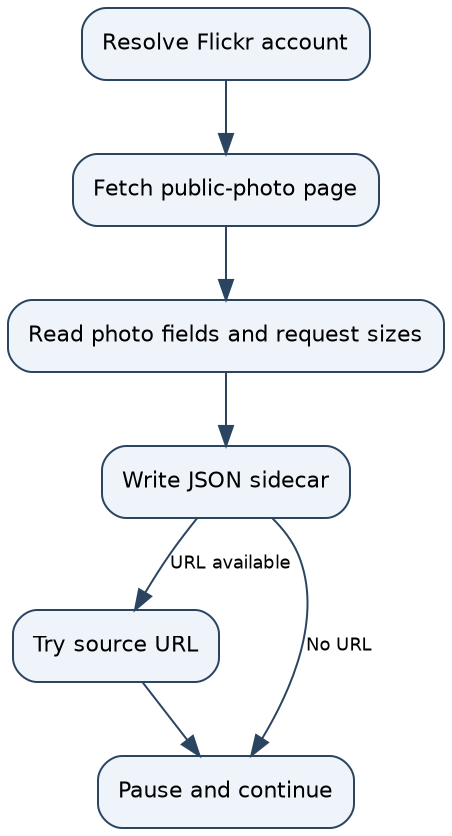 Resolve Flickr account
Fetch public-photo page
Read photo fields and request sizes
Write JSON sidecar
URL available
Try source URL
No URL
Pause and continue